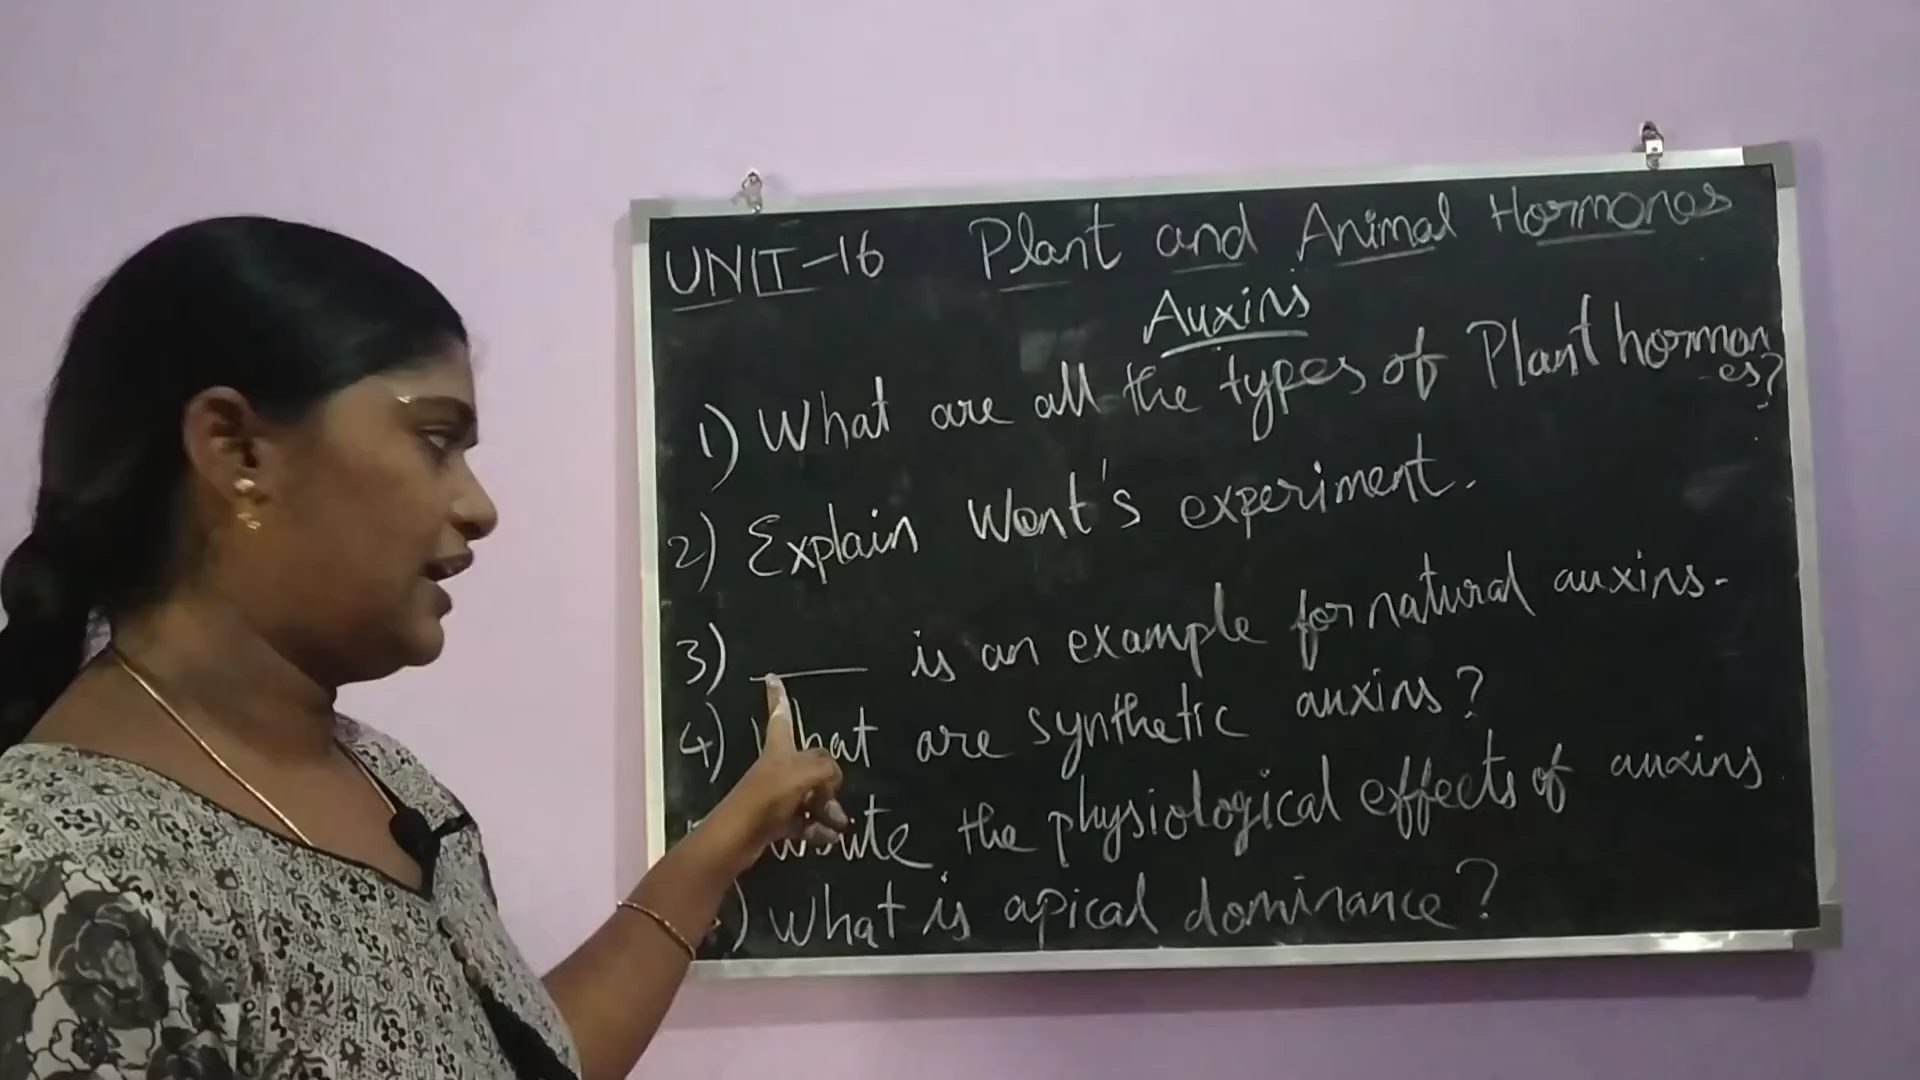 UNIT-16 Plant and Animal Hormones
Auxins
1) What are all the types of Plant hormon
es?
2) Explain Went's experiment.
3) ____ is an example for natural auxins.
4) What are synthetic auxins?
Write the physiological effects of auxins
) What is apical dominance?